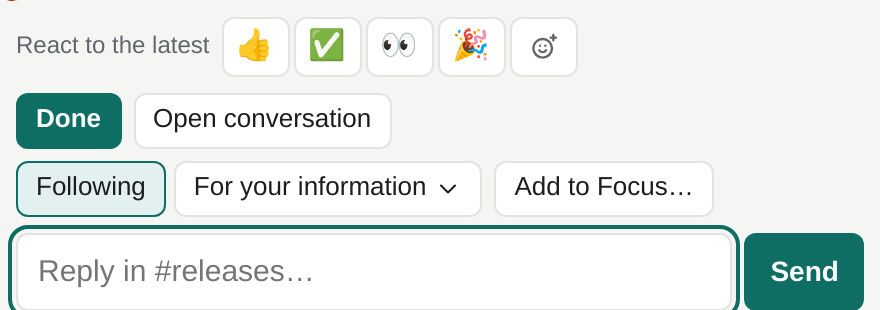 React to the latest 👍 ✅ 👀 🎉
Done Open conversation
Following For your information Add to Focus…
Reply in #releases… Send